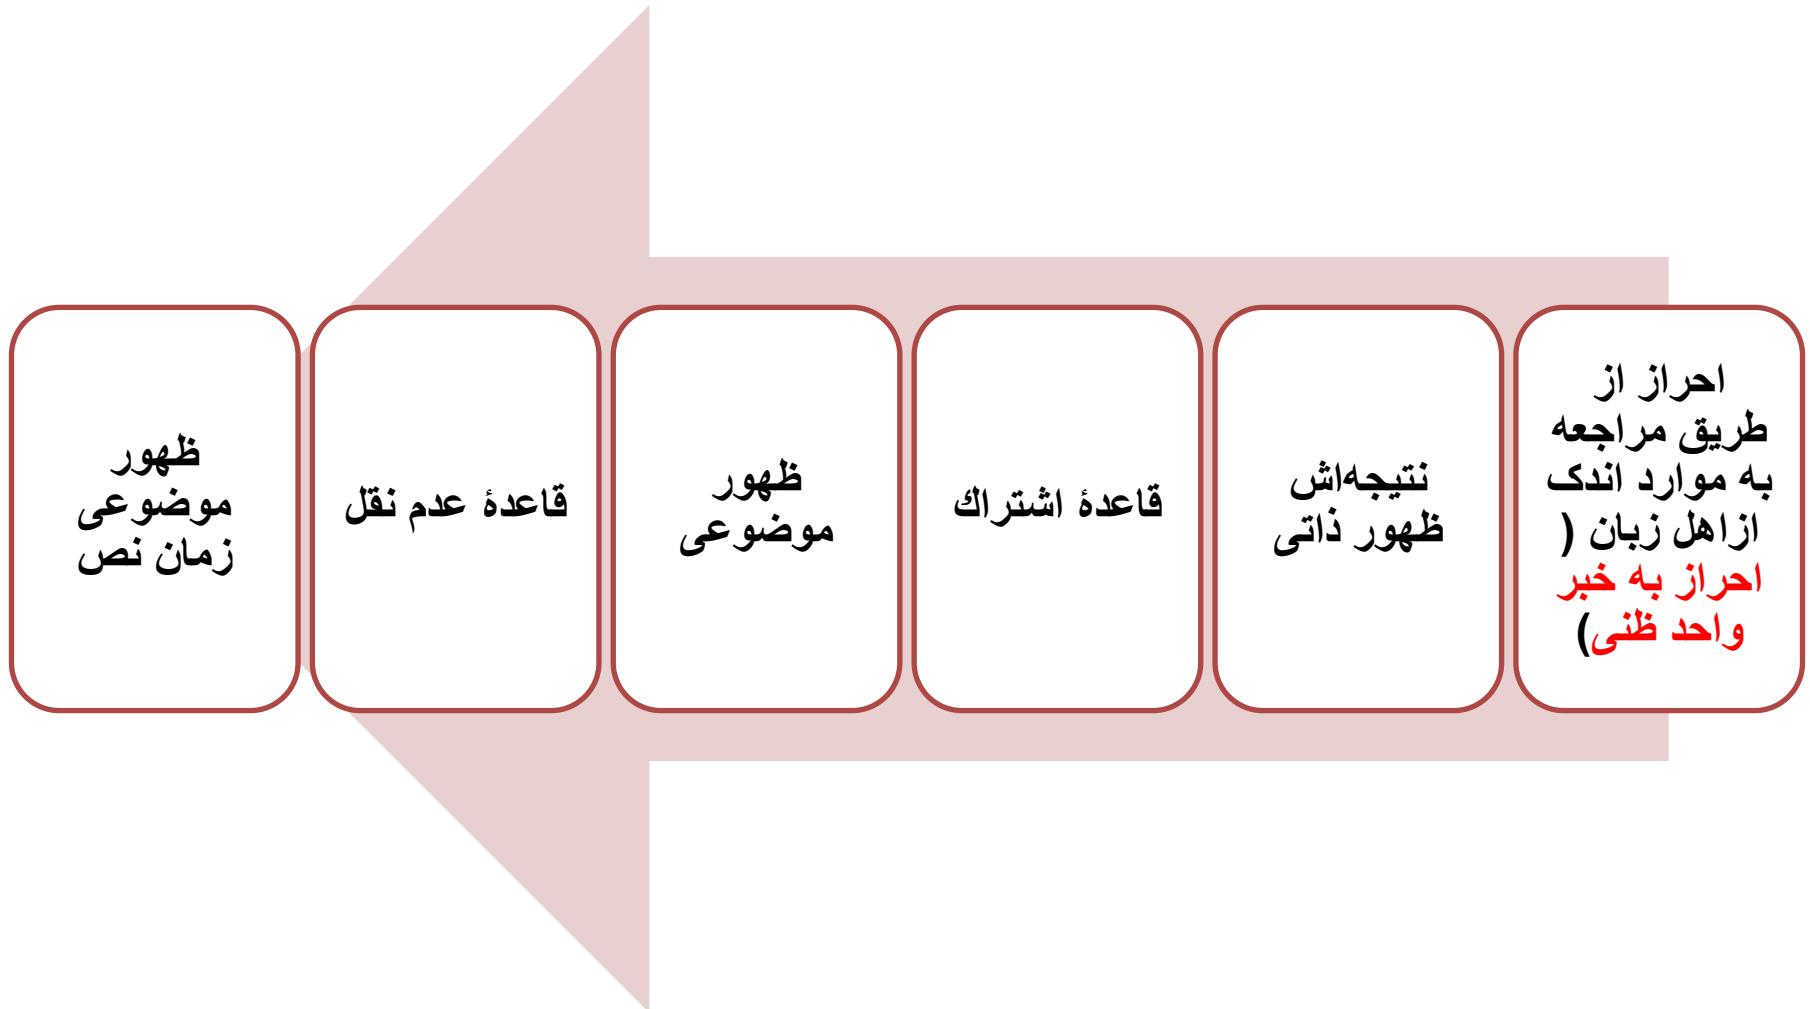 احراز از
طریق مراجعه
به موارد اندک
ازاهل زبان (
احراز به خبر
واحد ظنی)
نتیجه‌اش
ظهور ذاتی
قاعدۀ اشتراك
ظهور
موضوعی
قاعدۀ عدم نقل
ظهور
موضوعی
زمان نص